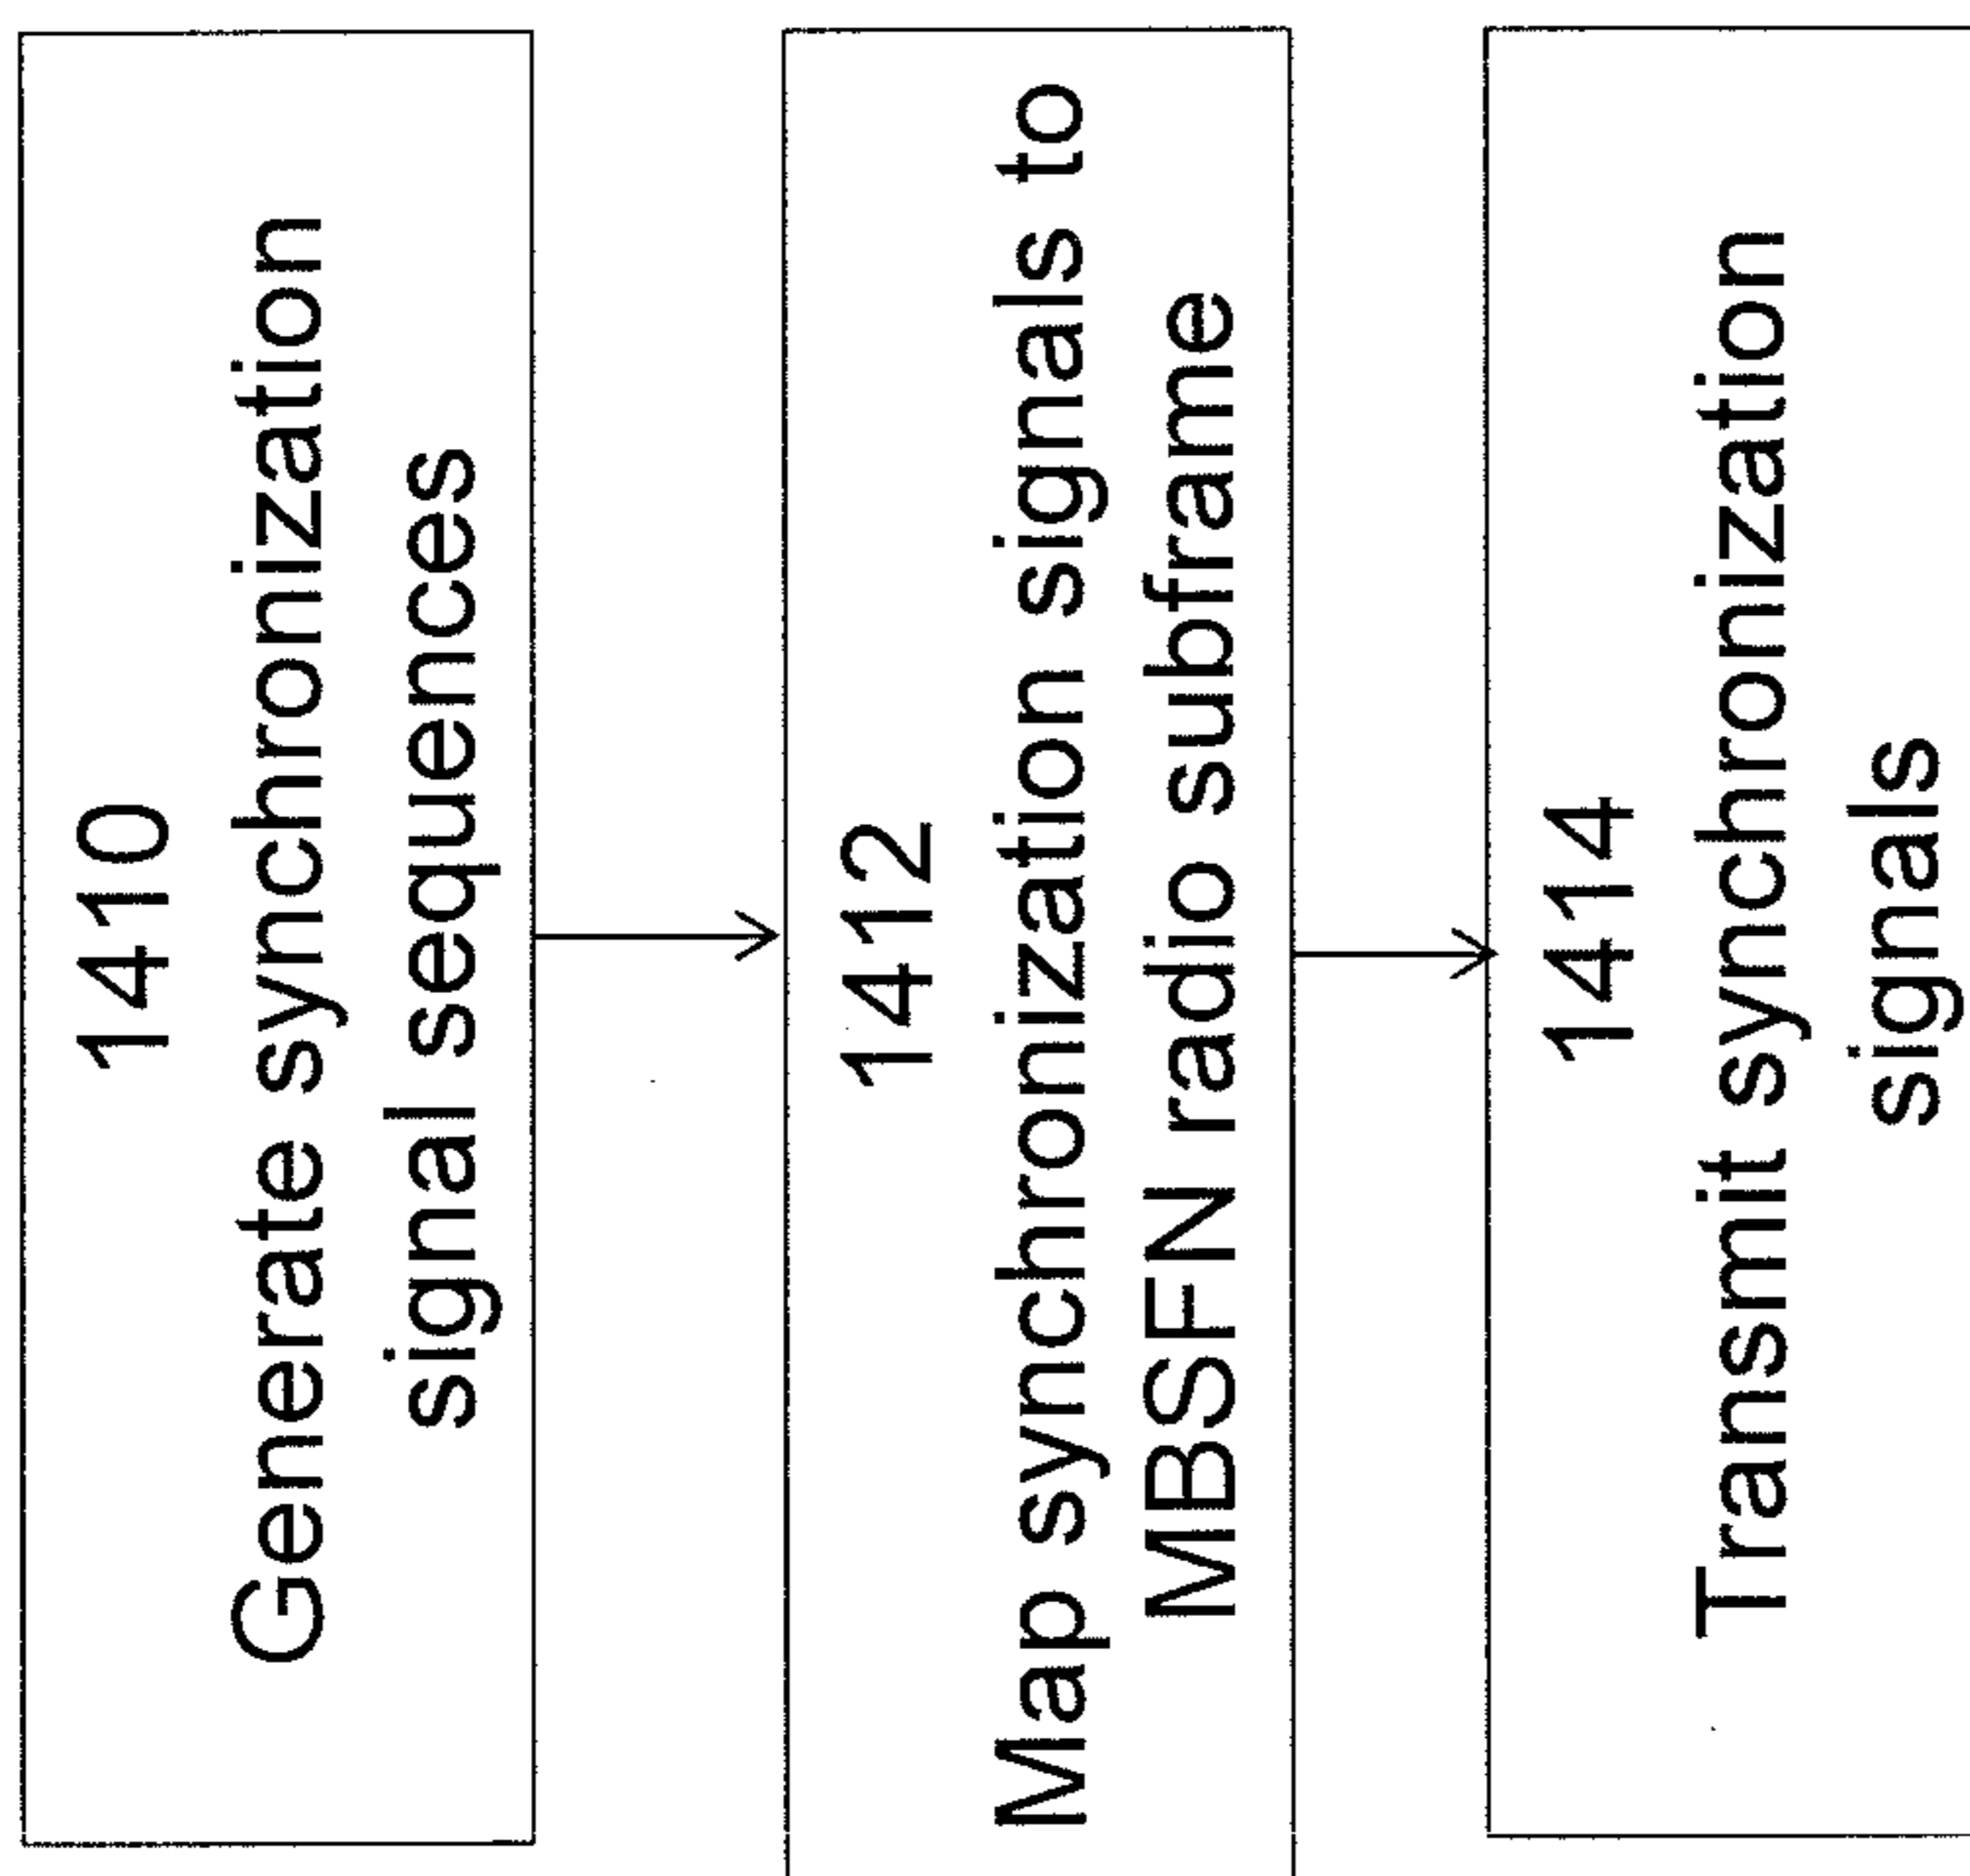 1410
Generate synchronization
signal sequences
1412
Map synchronization signals to
MBSFN radio subframe
1414
Transmit synchronization
signals